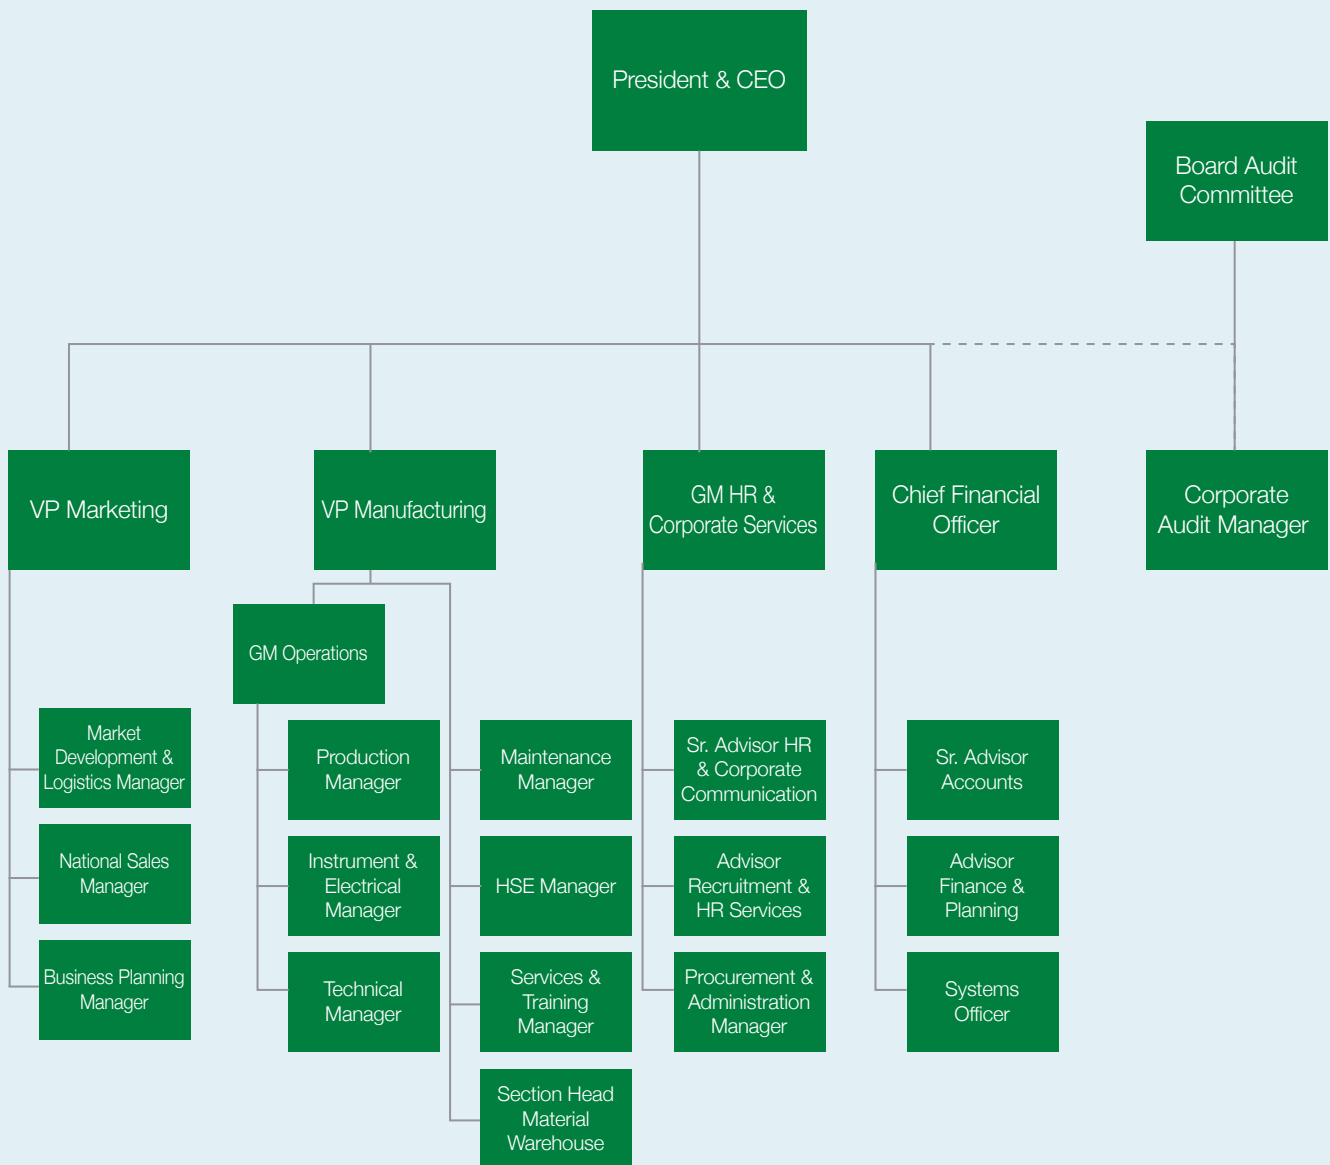 President & CEO
Board Audit
Committee
VP Marketing
VP Manufacturing
GM HR &
Corporate Services
Chief Financial
Officer
Corporate
Audit Manager
GM Operations
Market
Development &
Logistics Manager
National Sales
Manager
Business Planning
Manager
Production
Manager
Instrument &
Electrical
Manager
Technical
Manager
Maintenance
Manager
HSE Manager
Services &
Training
Manager
Section Head
Material
Warehouse
Sr. Advisor HR
& Corporate
Communication
Advisor
Recruitment &
HR Services
Procurement &
Administration
Manager
Sr. Advisor
Accounts
Advisor
Finance &
Planning
Systems
Officer